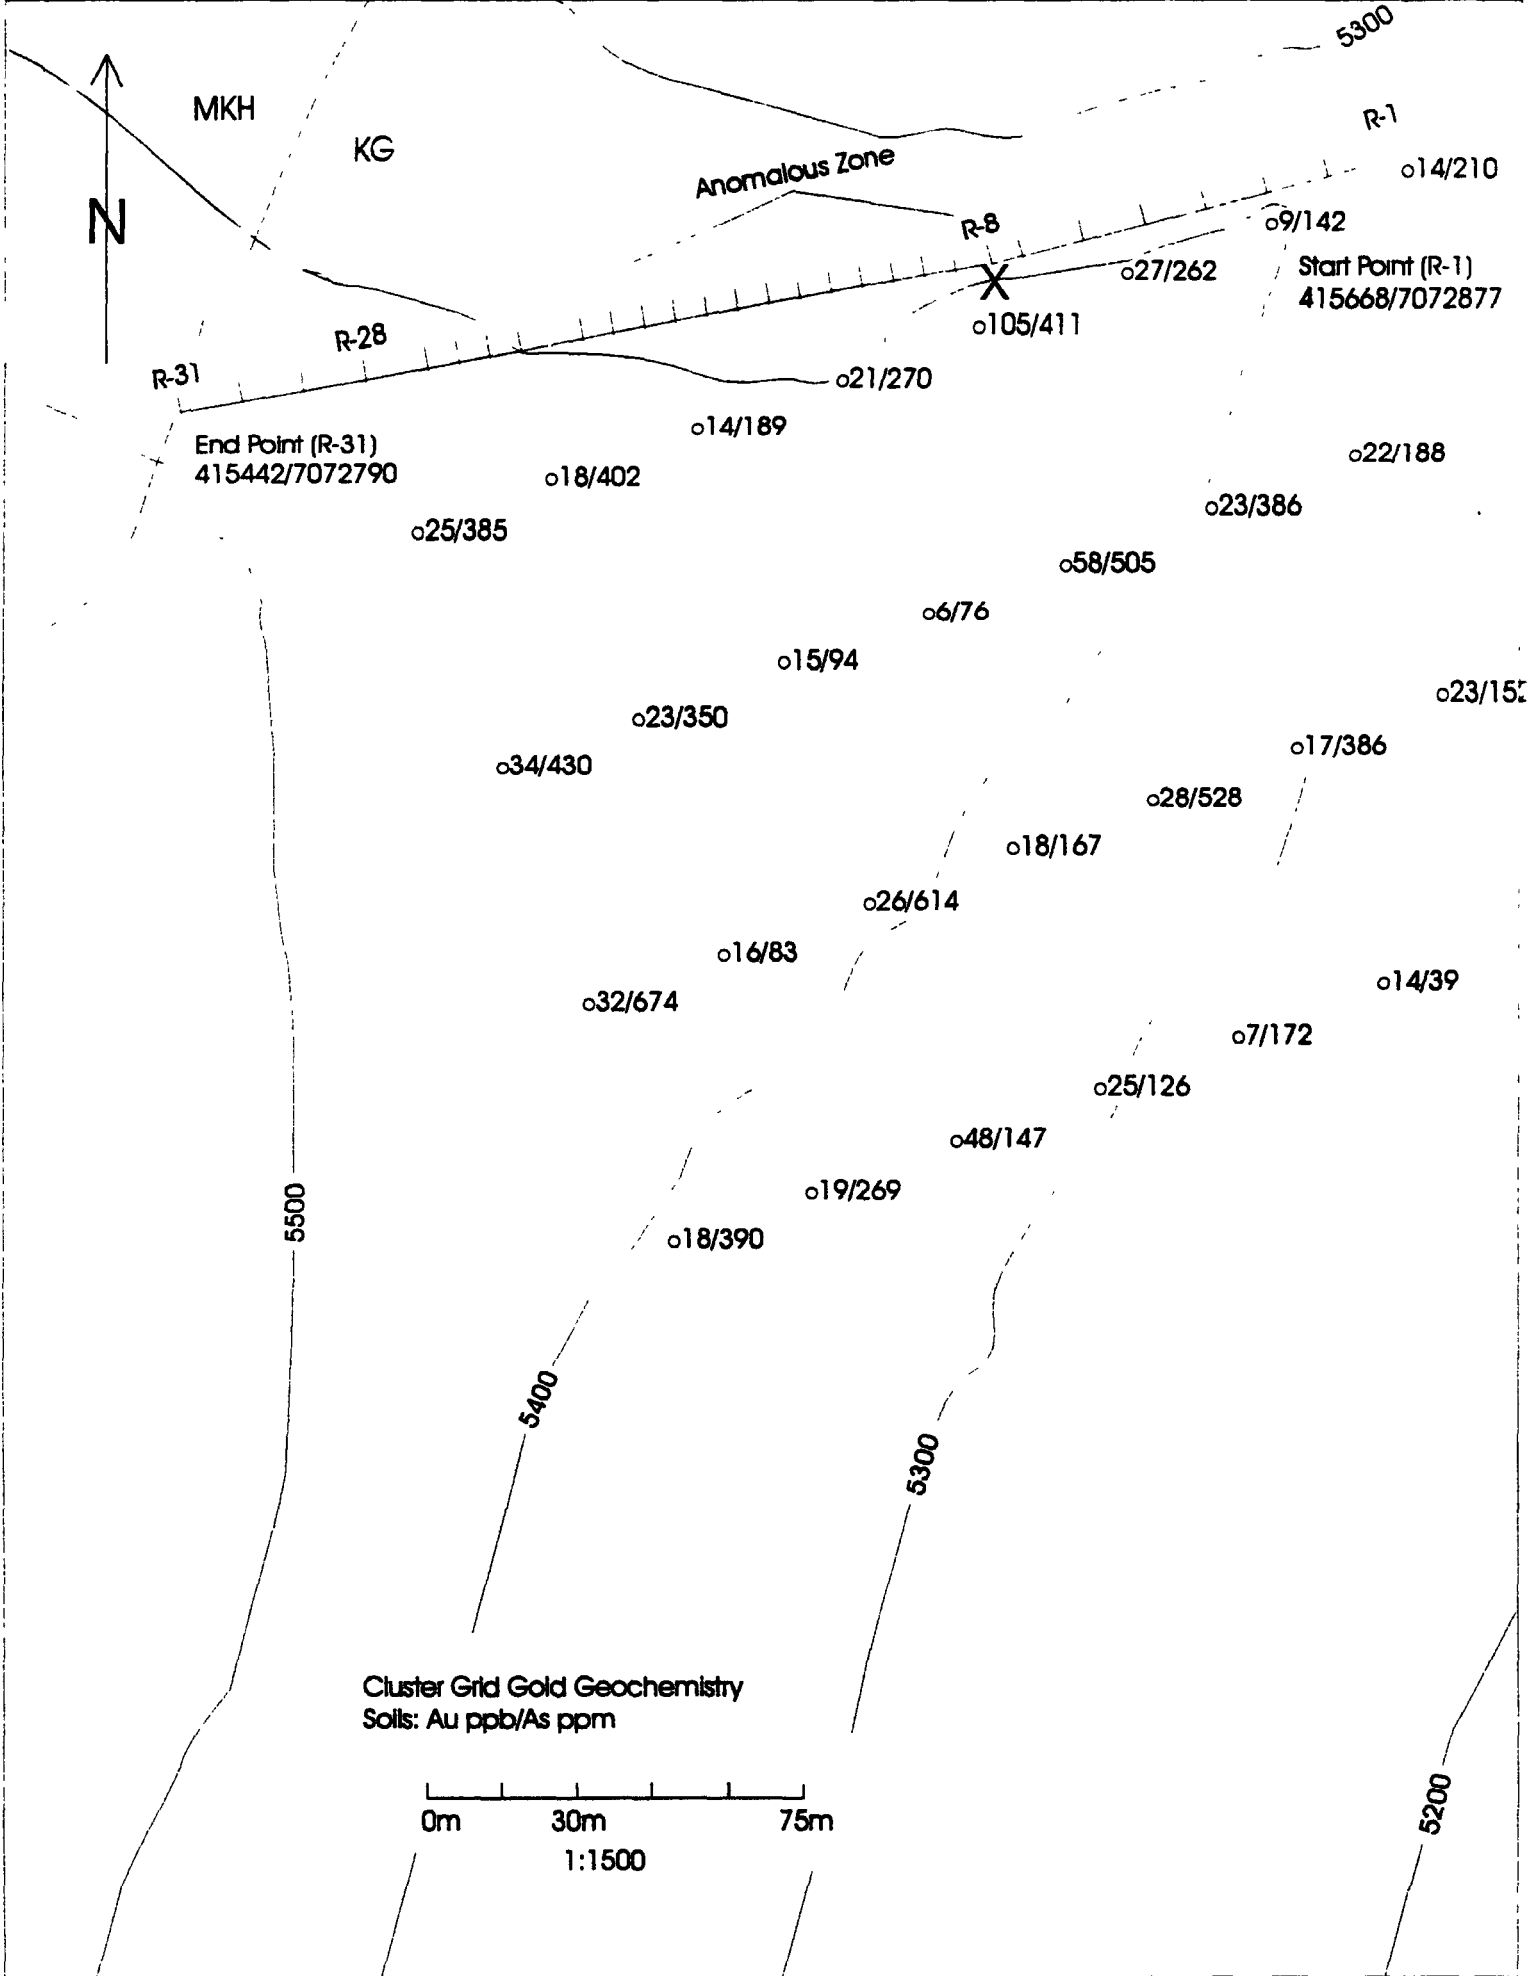 5300
MKH
R-1
KG
Anomalous Zone
14/210
N
R-8
9/142
27/262
Start Point (R-1)
415668/7072877
105/411
R-28
R-31
21/270
14/189
End Point (R-31)
415442/7072790
22/188
18/402
23/386
25/385
58/505
6/76
15/94
23/350
17/386
34/430
28/528
18/167
26/614
16/83
14/39
32/674
7/172
25/126
48/147
19/269
5500
18/390
5400
5300
Cluster Grid Gold Geochemistry
Soils: Au ppb/As ppm
5200
0m 30m 75m
1:1500